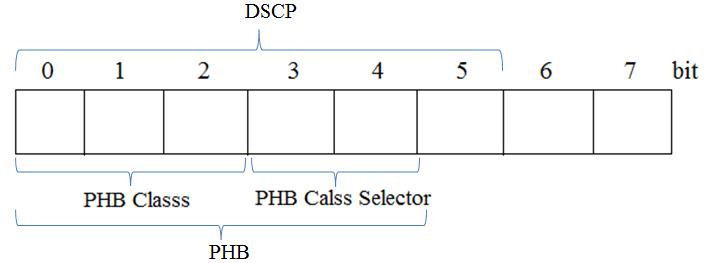 DSCP
0 1 2 3 4 5 6 7 bit
PHB Classs PHB Calss Selector
PHB